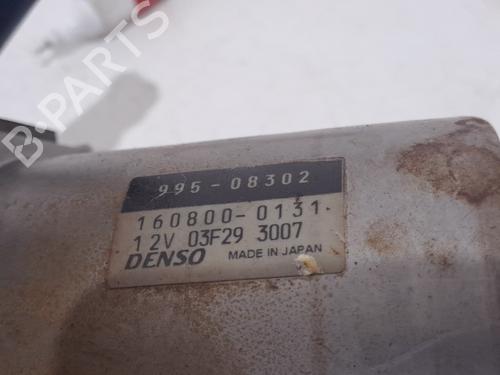 B-PARTS
995-08302
160800-0131
12V 03F29 3007
DENSO MADE IN JAPAN